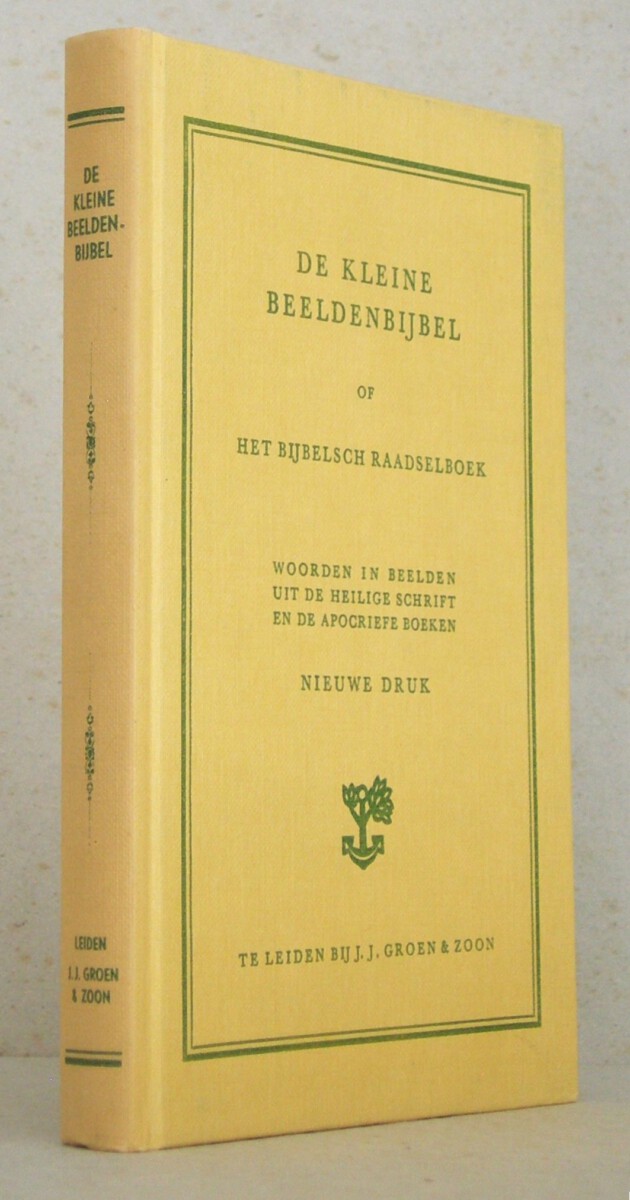 DE
KLEINE
BEELDEN-
BIJBEL
LEIDEN
J.J. GROEN
& ZOON
DE KLEINE
BEELDENBIJBEL
OF
HET BIJBELSCH RAADSELBOEK
WOORDEN IN BEELDEN
UIT DE HEILIGE SCHRIFT
EN DE APOCRIEFE BOEKEN
NIEUWE DRUK
TE LEIDEN BIJ J. J. GROEN & ZOON